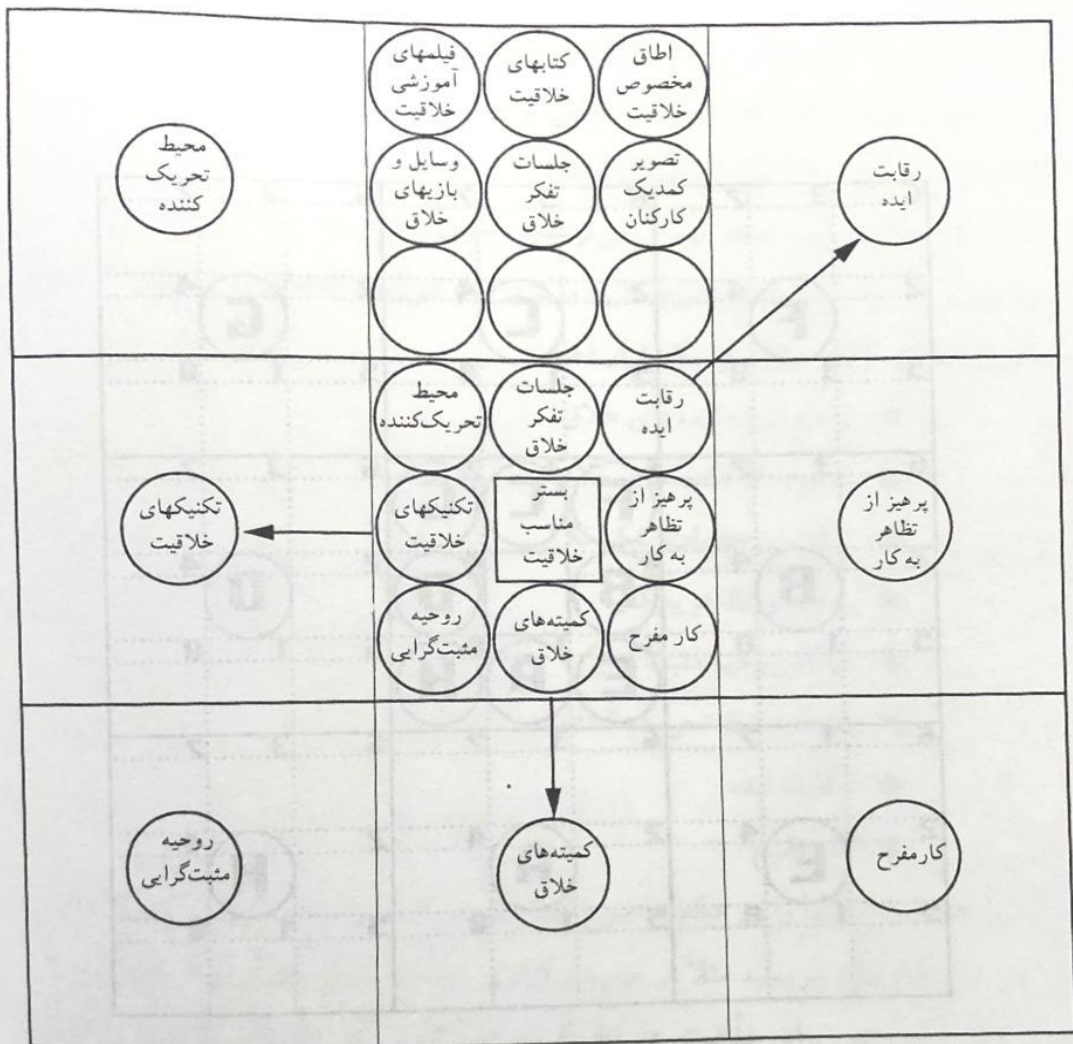 اطاق
مخصوص
خلاقیت
کتابهای
خلاقیت
فیلمهای
آموزشی
خلاقیت
رقابت
ایده
تصویر
کمدیک
کارکنان
جلسات
تفکر
خلاق
وسایل و
بازیهای
خلاق
محیط
تحریک
کننده
رقابت
ایده
جلسات
تفکر
خلاق
محیط
تحریک‌کننده
پرهیز از
تظاهر
به کار
پرهیز از
تظاهر
به کار
بستر
مناسب
خلاقیت
تکنیکهای
خلاقیت
تکنیکهای
خلاقیت
کار مفرح
کمیته‌های
خلاق
روحیه
مثبت‌گرایی
کار مفرح
کمیته‌های
خلاق
روحیه
مثبت‌گرایی